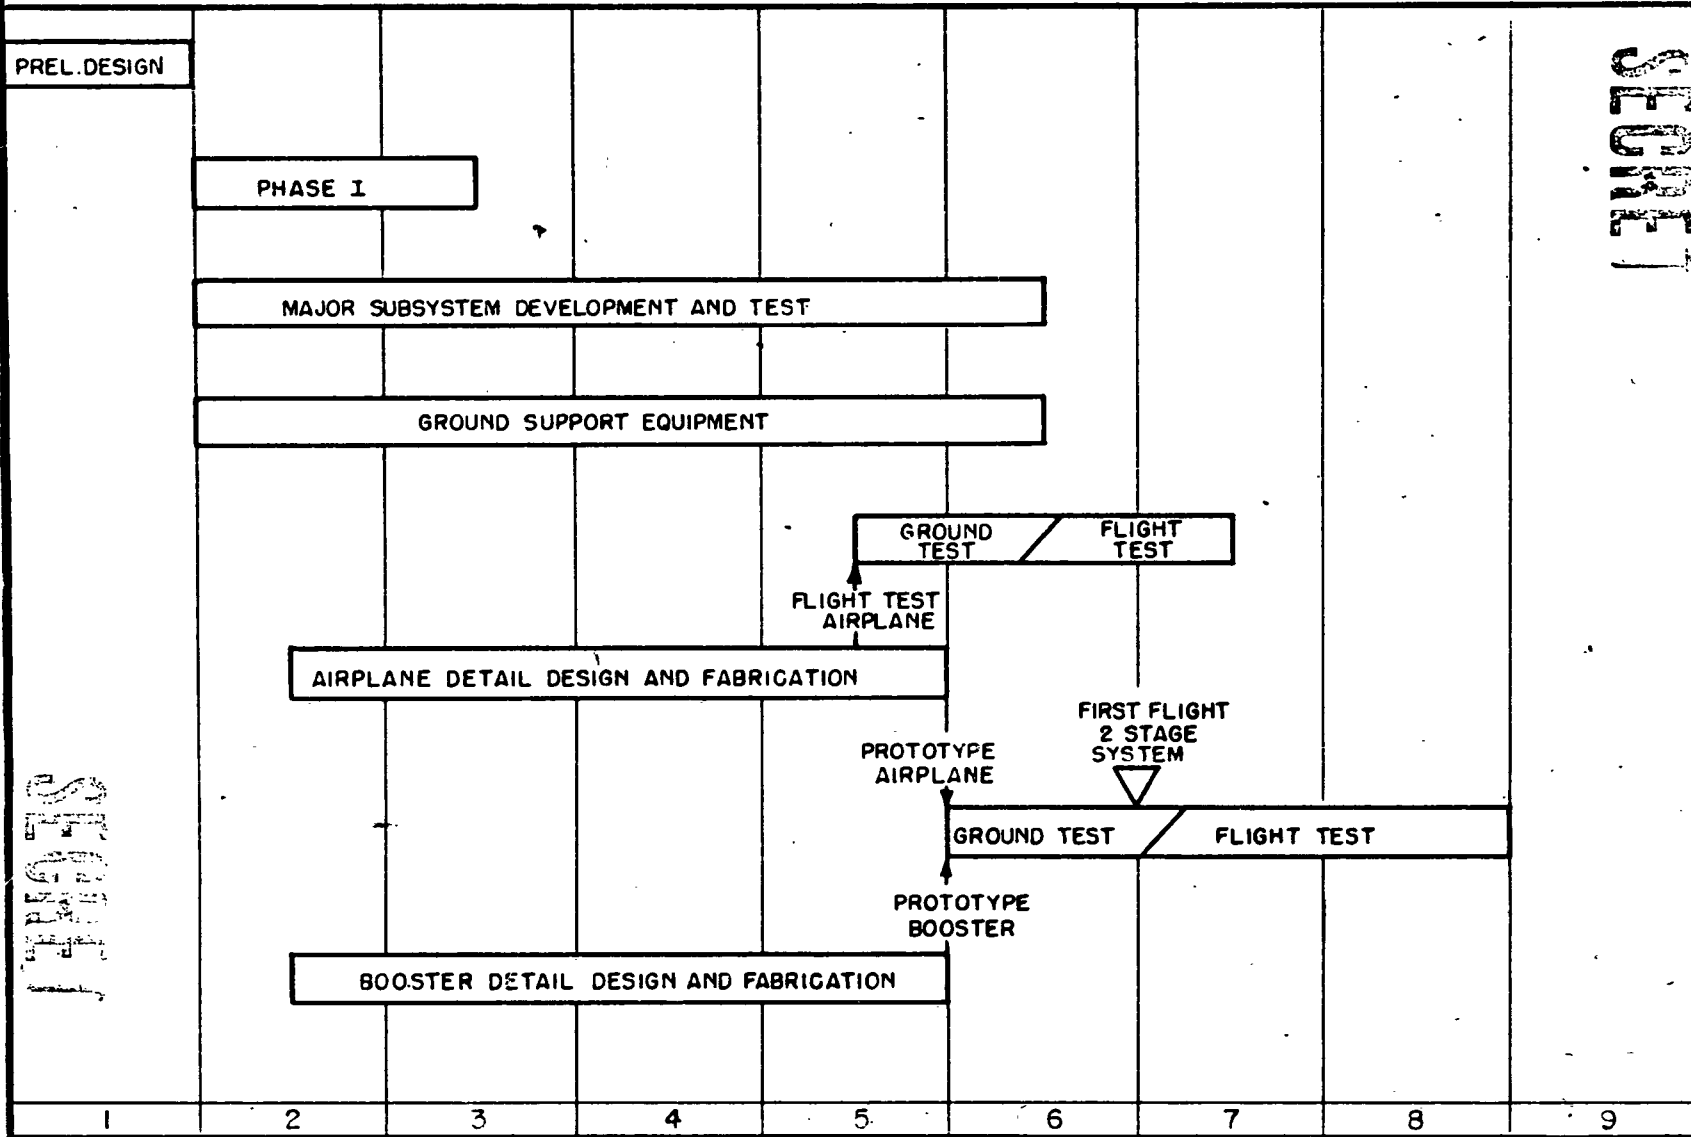 PREL.DESIGN
SECRET
PHASE I
MAJOR SUBSYSTEM DEVELOPMENT AND TEST
GROUND SUPPORT EQUIPMENT
GROUND
TEST
FLIGHT
TEST
FLIGHT TEST
AIRPLANE
AIRPLANE DETAIL DESIGN AND FABRICATION
FIRST FLIGHT
2 STAGE
SYSTEM
PROTOTYPE
AIRPLANE
GROUND TEST
FLIGHT TEST
SECRET
PROTOTYPE
BOOSTER
BOOSTER DETAIL DESIGN AND FABRICATION
1 2 3 4 5 6 7 8 9